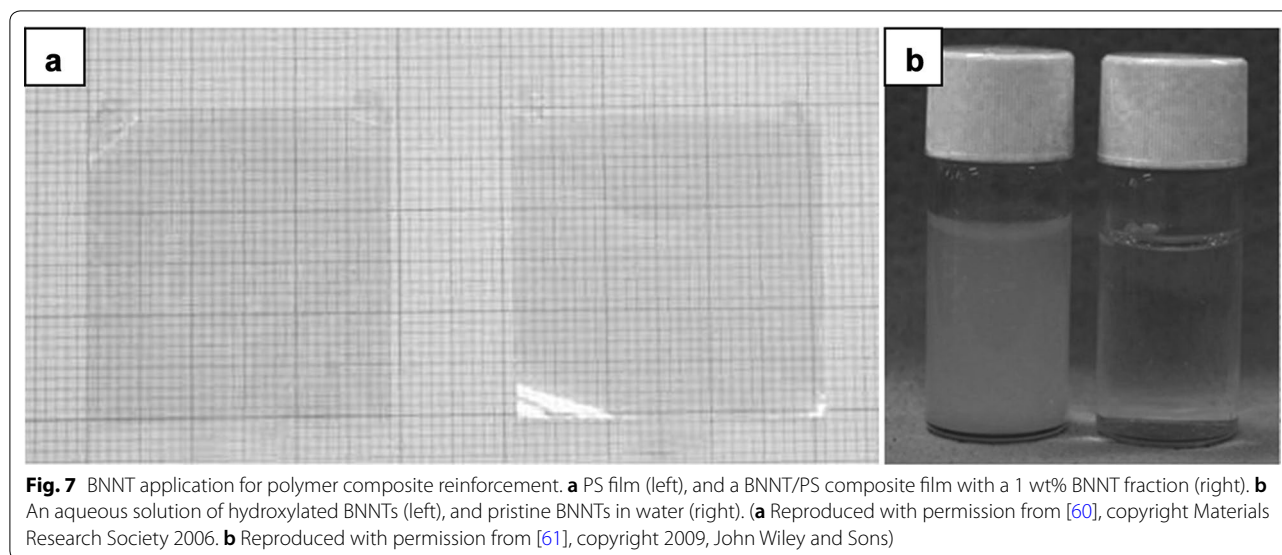 a
b
Fig. 7 BNNT application for polymer composite reinforcement. a PS film (left), and a BNNT/PS composite film with a 1 wt% BNNT fraction (right). b
An aqueous solution of hydroxylated BNNTs (left), and pristine BNNTs in water (right). (a Reproduced with permission from [60], copyright Materials
Research Society 2006. b Reproduced with permission from [61], copyright 2009, John Wiley and Sons)